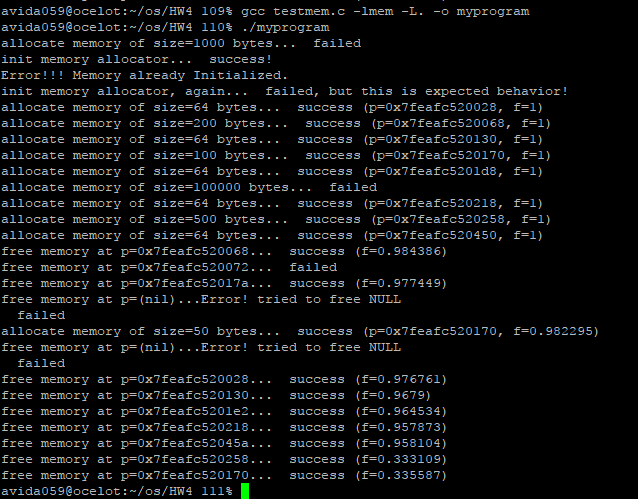 avida059@ocelot:~/os/HW4 109% gcc testmem.c -lmem -L. -o myprogram
avida059@ocelot:~/os/HW4 110% ./myprogram
allocate memory of size=1000 bytes...  failed
init memory allocator...  success!
Error!!! Memory already Initialized.
init memory allocator, again...  failed, but this is expected behavior!
allocate memory of size=64 bytes...  success (p=0x7feafc520028, f=1)
allocate memory of size=200 bytes...  success (p=0x7feafc520068, f=1)
allocate memory of size=64 bytes...  success (p=0x7feafc520130, f=1)
allocate memory of size=100 bytes...  success (p=0x7feafc520170, f=1)
allocate memory of size=64 bytes...  success (p=0x7feafc5201d8, f=1)
allocate memory of size=100000 bytes...  failed
allocate memory of size=64 bytes...  success (p=0x7feafc520218, f=1)
allocate memory of size=500 bytes...  success (p=0x7feafc520258, f=1)
allocate memory of size=64 bytes...  success (p=0x7feafc520450, f=1)
free memory at p=0x7feafc520068...  success (f=0.984386)
free memory at p=0x7feafc520072...  failed
free memory at p=0x7feafc52017a...  success (f=0.977449)
free memory at p=(nil)...Error! tried to free NULL
  failed
allocate memory of size=50 bytes...  success (p=0x7feafc520170, f=0.982295)
free memory at p=(nil)...Error! tried to free NULL
  failed
free memory at p=0x7feafc520028...  success (f=0.976761)
free memory at p=0x7feafc520130...  success (f=0.9679)
free memory at p=0x7feafc5201e2...  success (f=0.964534)
free memory at p=0x7feafc520218...  success (f=0.957873)
free memory at p=0x7feafc52045a...  success (f=0.958104)
free memory at p=0x7feafc520258...  success (f=0.333109)
free memory at p=0x7feafc520170...  success (f=0.335587)
avida059@ocelot:~/os/HW4 111%